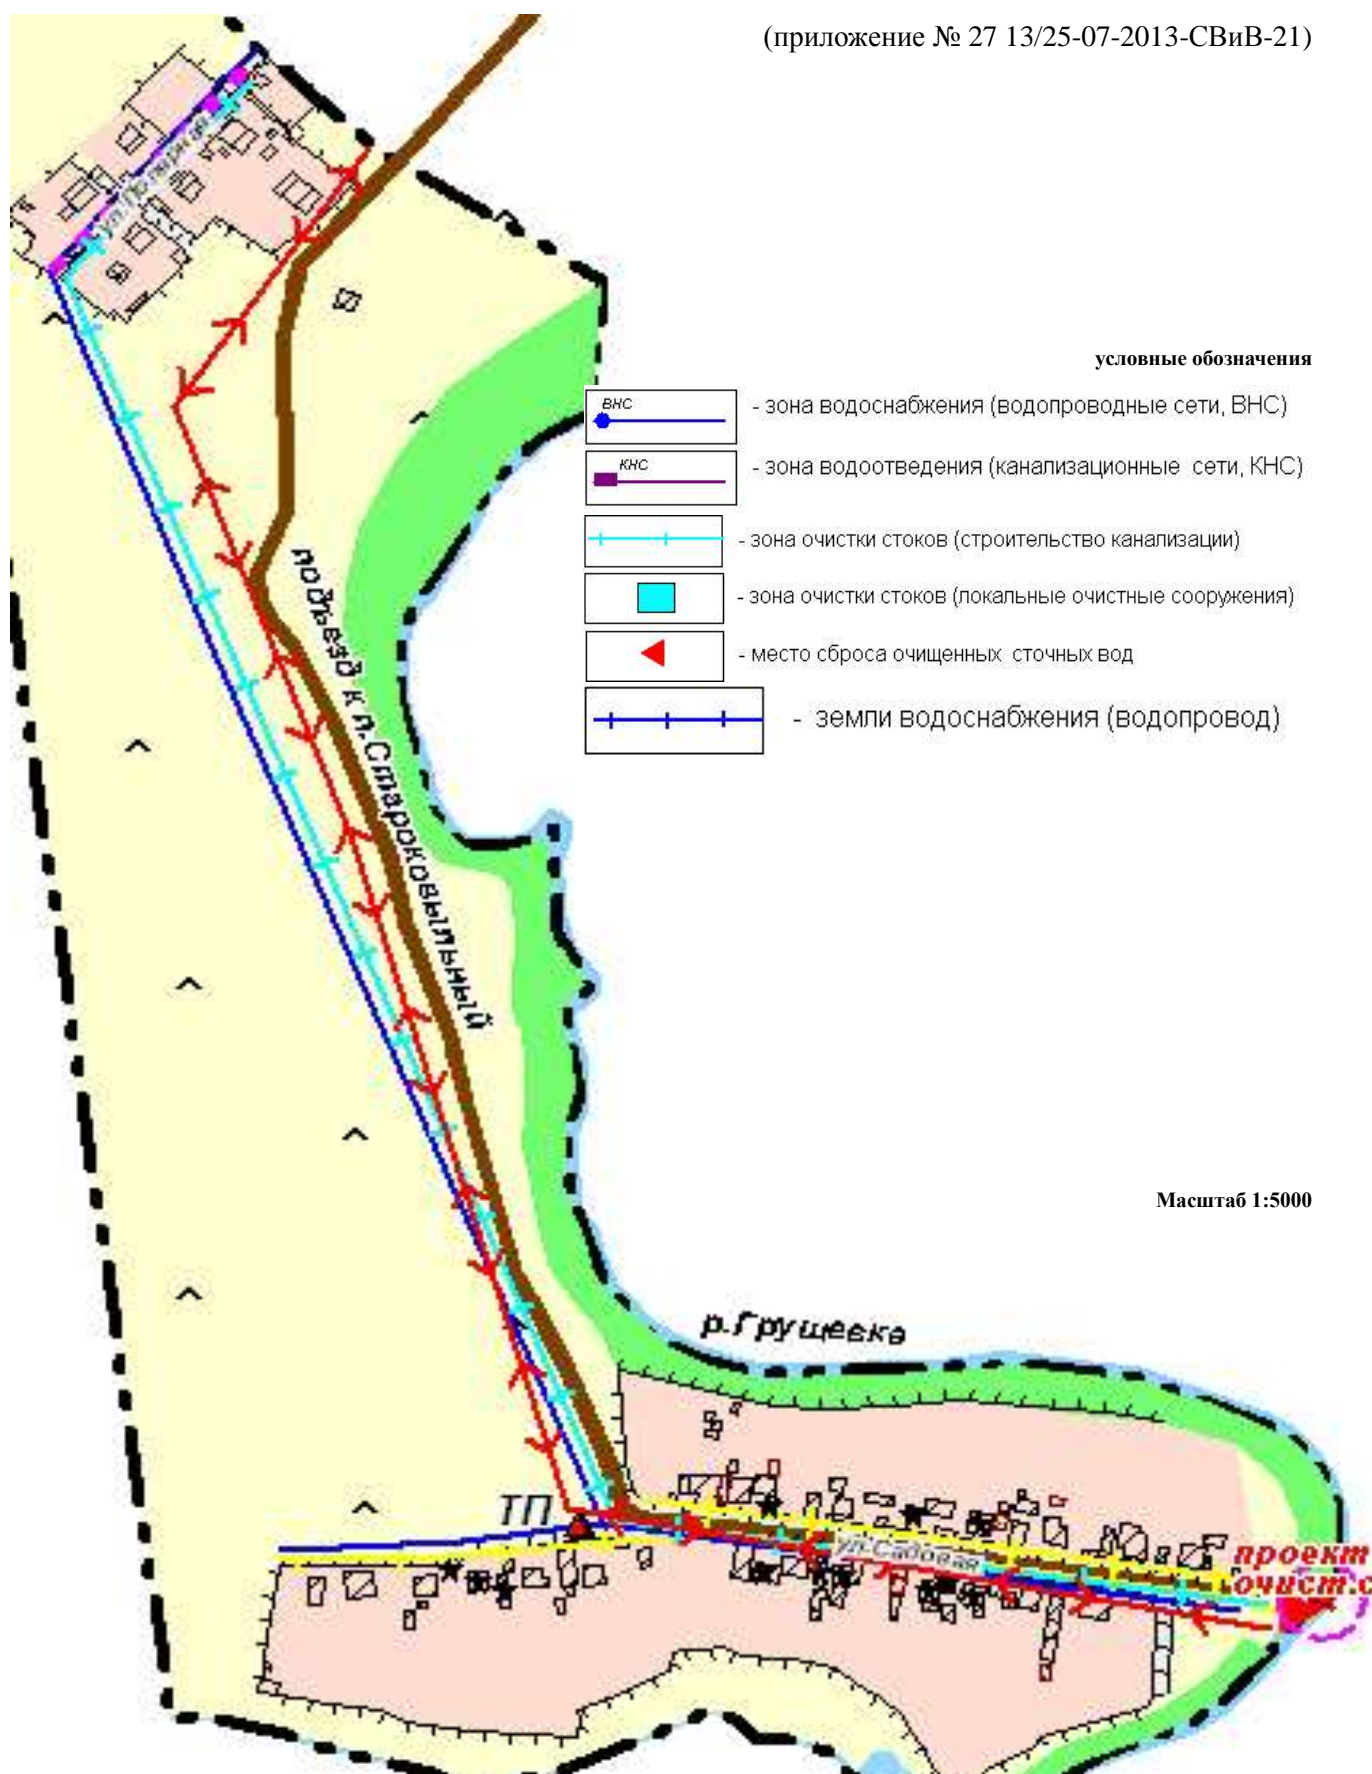 (приложение № 27 13/25-07-2013-СВиВ-21)
условные обозначения
ВНС
- зона водоснабжения (водопроводные сети, ВНС)
КНС
- зона водоотведения (канализационные сети, КНС)
- зона очистки стоков (строительство канализации)
- зона очистки стоков (локальные очистные сооружения)
- место сброса очищенных сточных вод
- земли водоснабжения (водопровод)
подъезд к п.Староковыльный
Масштаб 1:5000
р.Грушевка
ТП
ул.Садовая
проект
очист.с